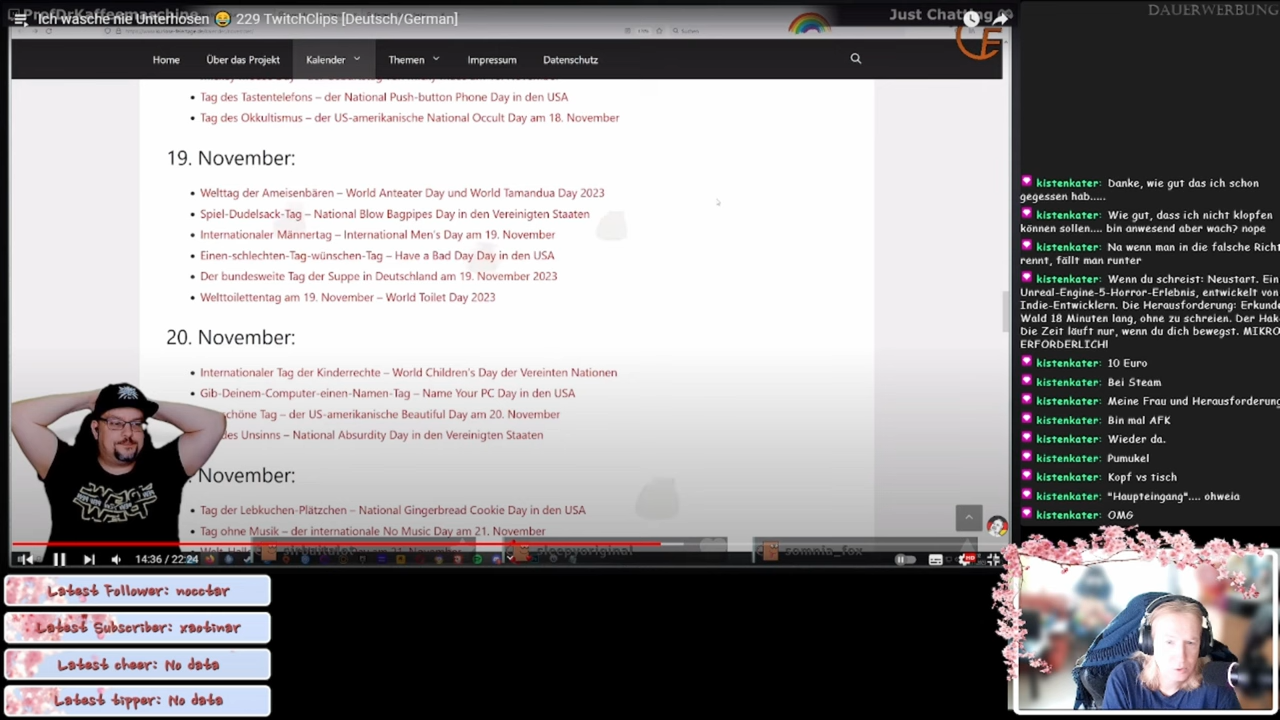 ProfDrKaffeemaschine
Ich wasche nie Unterhosen 😂 229 TwitchClips [Deutsch/German]
Just Chatting
DAUERWERBUNG
Home
Über das Projekt
Kalender
Themen
Impressum
Datenschutz
Tag des Tastentelefons – der National Push-button Phone Day in den USA
Tag des Okkultismus – der US-amerikanische National Occult Day am 18. November
19. November:
Welttag der Ameisenbären – World Anteater Day und World Tamandua Day 2023
Spiel-Dudelsack-Tag – National Blow Bagpipes Day in den Vereinigten Staaten
Internationaler Männertag – International Men's Day am 19. November
Einen-schlechten-Tag-wünschen-Tag – Have a Bad Day Day in den USA
Der bundesweite Tag der Suppe in Deutschland am 19. November 2023
Welttoilettentag am 19. November – World Toilet Day 2023
20. November:
Internationaler Tag der Kinderrechte – World Children's Day der Vereinten Nationen
Gib-Deinem-Computer-einen-Namen-Tag – Name Your PC Day in den USA
schöne Tag – der US-amerikanische Beautiful Day am 20. November
des Unsinns – National Absurdity Day in den Vereinigten Staaten
November:
Tag der Lebkuchen-Plätzchen – National Gingerbread Cookie Day in den USA
Tag ohne Musik – der internationale No Music Day am 21. November
somnia_fox
14:36 / 22:24
HD
kistenkater: Danke, wie gut das ich schon
gegessen hab.....
kistenkater: Wie gut, dass ich nicht klopfen
können sollen.... bin anwesend aber wach? nope
kistenkater: Na wenn man in die falsche Richt
rennt, fällt man runter
kistenkater: Wenn du schreist: Neustart. Ein
Unreal-Engine-5-Horror-Erlebnis, entwickelt von
Indie-Entwicklern. Die Herausforderung: Erkunde
Wald 18 Minuten lang, ohne zu schreien. Der Hak
Die Zeit läuft nur, wenn du dich bewegst. MIKRO
ERFORDERLICH!
kistenkater: 10 Euro
kistenkater: Bei Steam
kistenkater: Meine Frau und Herausforderung
kistenkater: Bin mal AFK
kistenkater: Wieder da.
kistenkater: Pumukel
kistenkater: Kopf vs tisch
kistenkater: "Haupteingang".... ohweia
kistenkater: OMG
Latest Follower: nocctar
Latest Subscriber: xaotinar
Latest cheer: No data
Latest tipper: No data